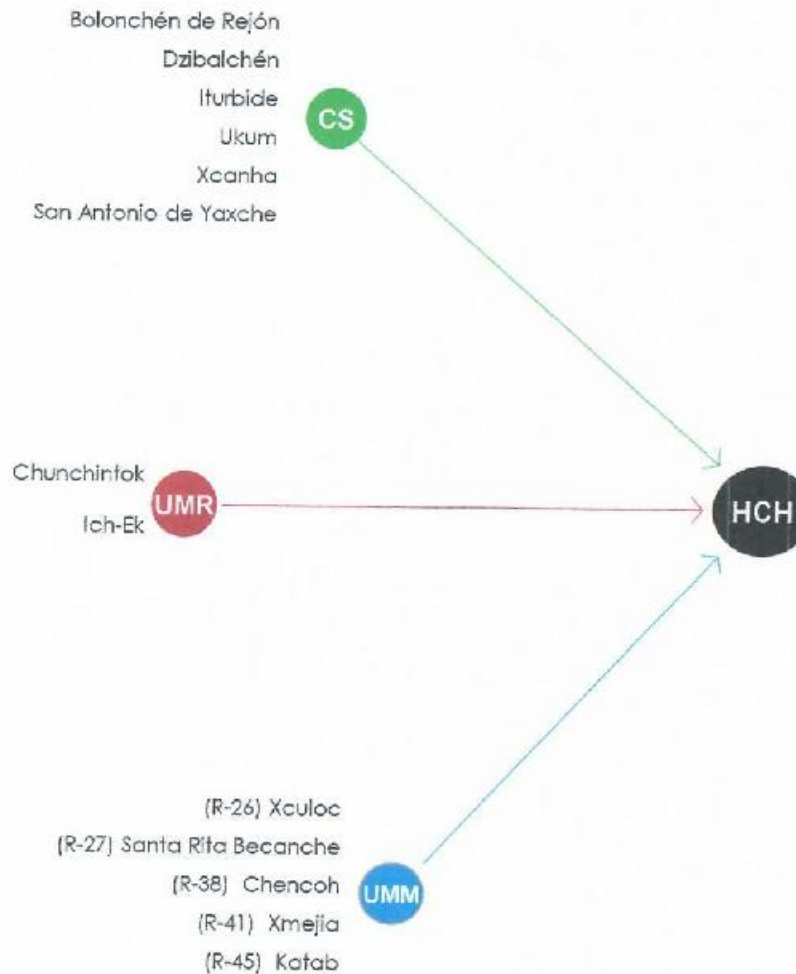 Bolonchén de Rejón
Dzibalchén
Iturbide
Ukum
Xcanha
San Antonio de Yaxche
CS
Chunchintok
Ich-Ek
UMR
HCH
(R-26) Xculoc
(R-27) Santa Rita Becanche
(R-38) Chencoh
(R-41) Xmejia
(R-45) Katab
UMM